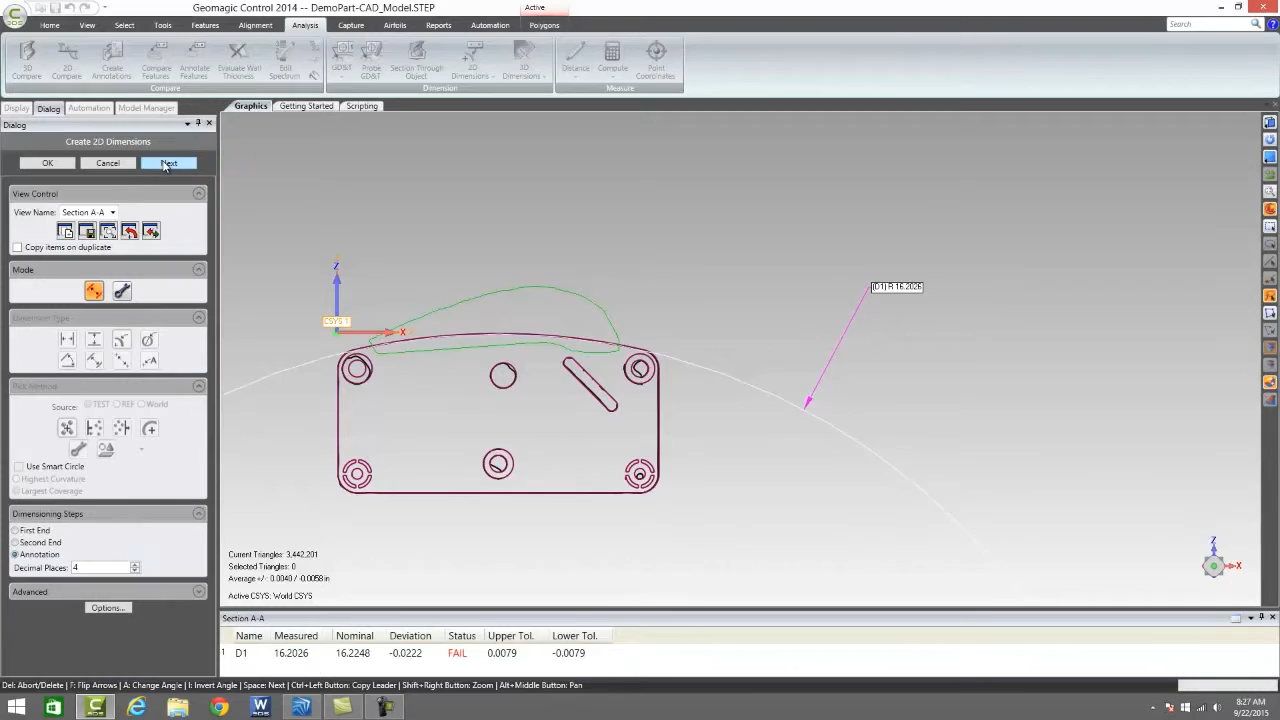 Geomagic Control 2014 -- DemoPart-CAD_Model.STEP
Active
Home View Select Tools Features Alignment Analysis Capture Airfoils Reports Automation Polygons
Search
3D Compare 2D Compare Create Annotations Compare Features Annotate Features Evaluate Wall Thickness Edit Spectrum GD&T Probe GD&T Section Through Object 2D Dimensions 3D Dimensions Distance Compute Point Coordinates
Compare Dimension Measure
Display Dialog Automation Model Manager
Graphics Getting Started Scripting
Dialog
Create 2D Dimensions
OK Cancel Next
View Control
View Name: Section A-A
Copy items on duplicate
Mode
Dimension Type
Pick Method
Source: TEST REF World
Use Smart Circle
Highest Curvature
Largest Coverage
Dimensioning Steps
First End
Second End
Annotation
Decimal Places: 4
Advanced
Options...
Z
CSYS 1
X
(D1) R 16.2026
Current Triangles: 3,442,201
Selected Triangles: 0
Average +/-: 0.0040 / -0.0058 in
Active CSYS: World CSYS
Z
X
Section A-A
Name Measured Nominal Deviation Status Upper Tol. Lower Tol.
1 D1 16.2026 16.2248 -0.0222 FAIL 0.0079 -0.0079
Del: Abort/Delete | F: Flip Arrows | A: Change Angle | I: Invert Angle | Space: Next | Ctrl+Left Button: Copy Leader | Shift+Right Button: Zoom | Alt+Middle Button: Pan
8:27 AM
9/22/2015